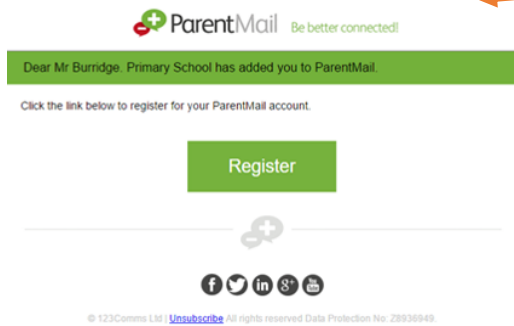 ParentMail Be better connected!
Dear Mr Burridge. Primary School has added you to ParentMail.
Click the link below to register for your ParentMail account.
Register
© 123Comms Ltd | Unsubscribe All rights reserved Data Protection No: Z8936949.